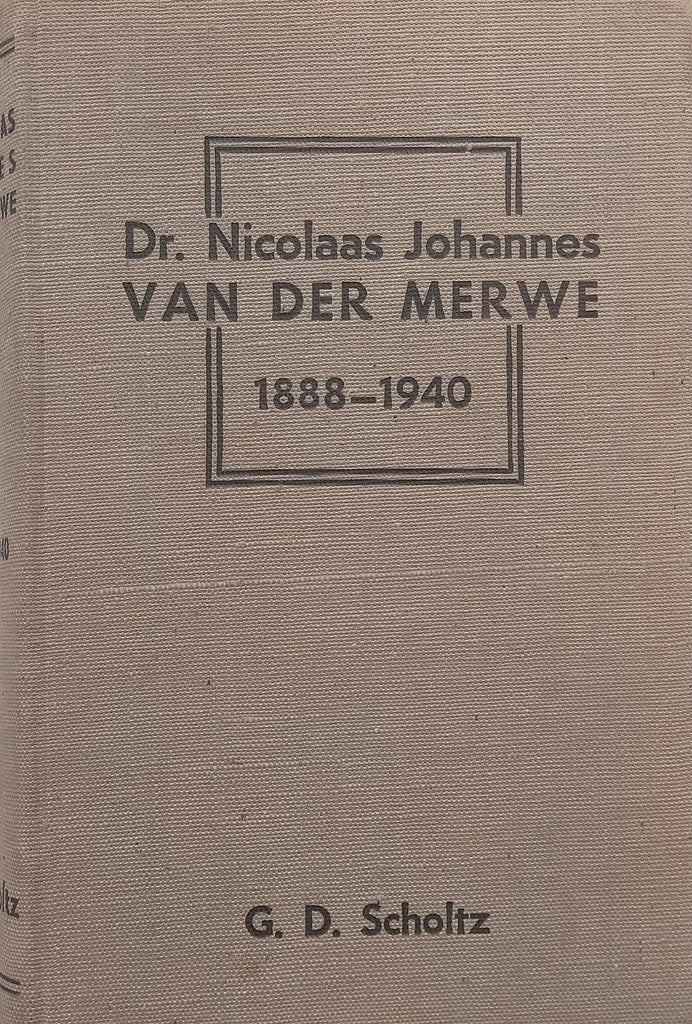 Dr. Nicolaas Johannes
VAN DER MERWE
1888–1940
G. D. Scholtz